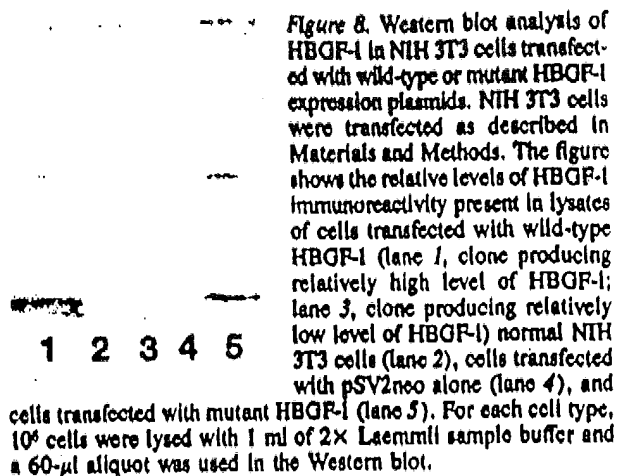 Figure 8. Western blot analysis of
HBGF-1 in NIH 3T3 cells transfect-
ed with wild-type or mutant HBGF-1
expression plasmids. NIH 3T3 cells
were transfected as described in
Materials and Methods. The figure
shows the relative levels of HBGF-1
immunoreactivity present in lysates
of cells transfected with wild-type
HBGF-1 (lane 1, clone producing
relatively high level of HBGF-1;
lane 3, clone producing relatively
low level of HBGF-1) normal NIH
3T3 cells (lane 2), cells transfected
with pSV2neo alone (lane 4), and
cells transfected with mutant HBGF-1 (lane 5). For each cell type,
10⁶ cells were lysed with 1 ml of 2× Laemmli sample buffer and
a 60-μl aliquot was used in the Western blot.
1 2 3 4 5